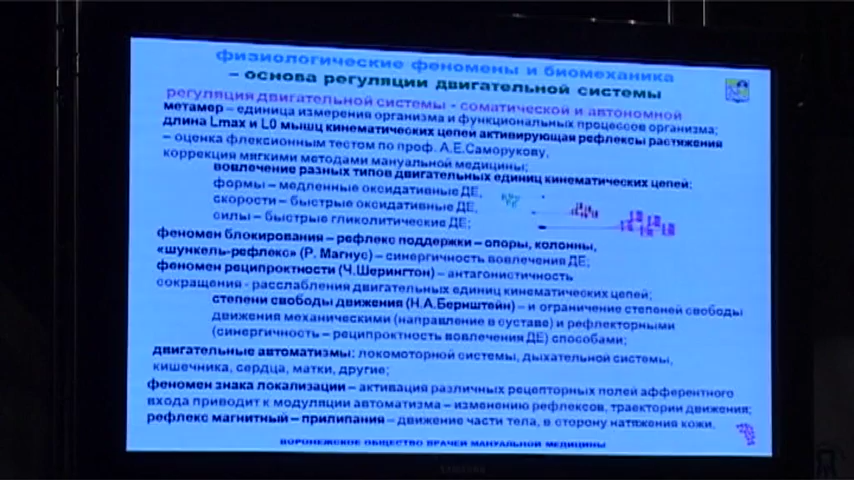 физиологические феномены и биомеханика
– основа регуляции двигательной системы
регуляция двигательной системы - соматической и автономной
метамер – единица измерения организма и функциональных процессов организма;
длина Lmax и L0 мышц кинематических цепей активирующая рефлексы растяжения
– оценка флексионным тестом по проф. А.Е.Саморукову,
коррекция мягкими методами мануальной медицины;
вовлечение разных типов двигательных единиц кинематических цепей:
формы – медленные оксидативные ДЕ,
скорости – быстрые оксидативные ДЕ,
силы – быстрые гликолитические ДЕ;
феномен блокирования – рефлекс поддержки – опоры, колонны,
«шункель-рефлекс» (Р. Магнус) – синергичность вовлечения ДЕ;
феномен реципроктности (Ч.Шерингтон) – антагонистичность
сокращения - расслабления двигательных единиц кинематических цепей;
степени свободы движения (Н.А.Бернштейн) – и ограничение степеней свободы
движения механическими (направление в суставе) и рефлекторными
(синергичность – реципроктность вовлечения ДЕ) способами;
двигательные автоматизмы: локомоторной системы, дыхательной системы,
кишечника, сердца, матки, другие;
феномен знака локализации – активация различных рецепторных полей афферентного
входа приводит к модуляции автоматизма – изменению рефлексов, траектории движения;
рефлекс магнитный – прилипания – движение части тела, в сторону натяжения кожи.
ВОРОНЕЖСКОЕ ОБЩЕСТВО ВРАЧЕЙ МАНУАЛЬНОЙ МЕДИЦИНЫ
SAMSUNG